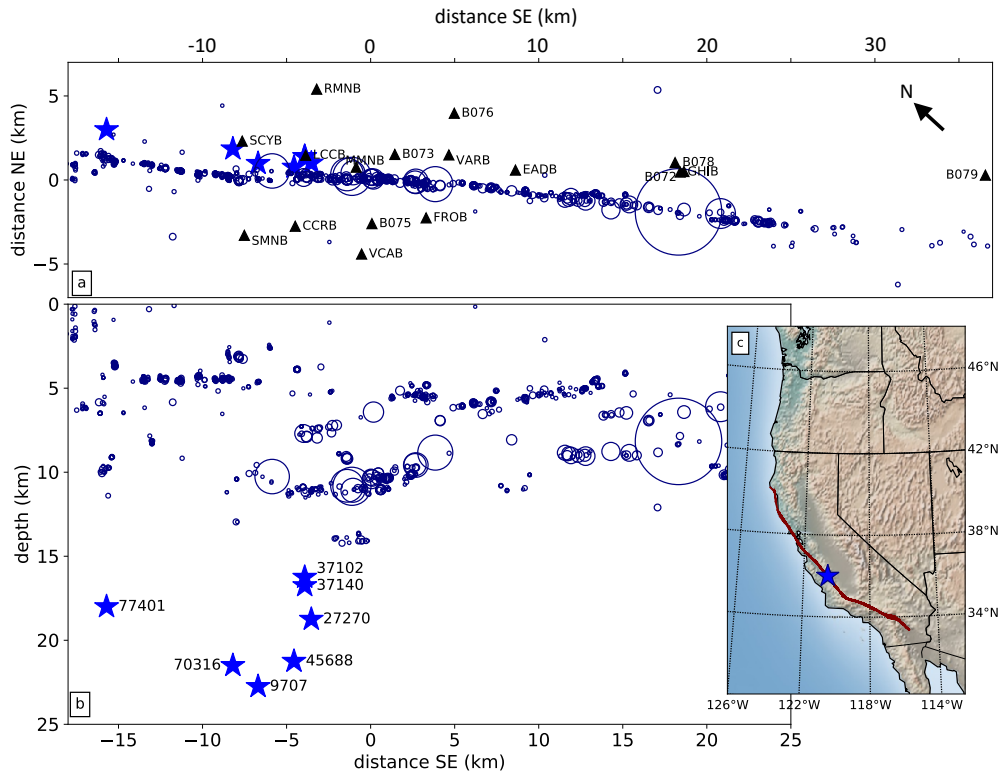 distance SE (km)
-10 0 10 20 30
distance NE (km)
5
0
−5
RMNB
B076
N
SCYB
LCCB
MMNB
B073
VARB
EADB
B078
GHIB
B072
B079
SMNB
CCRB
B075
FROB
VCAB
a
depth (km)
0
5
10
15
20
25
37102
37140
77401
27270
70316
45688
9707
b
−15 −10 −5 0 5 10 15 20 25
distance SE (km)
c
46°N
42°N
38°N
34°N
126°W 122°W 118°W 114°W